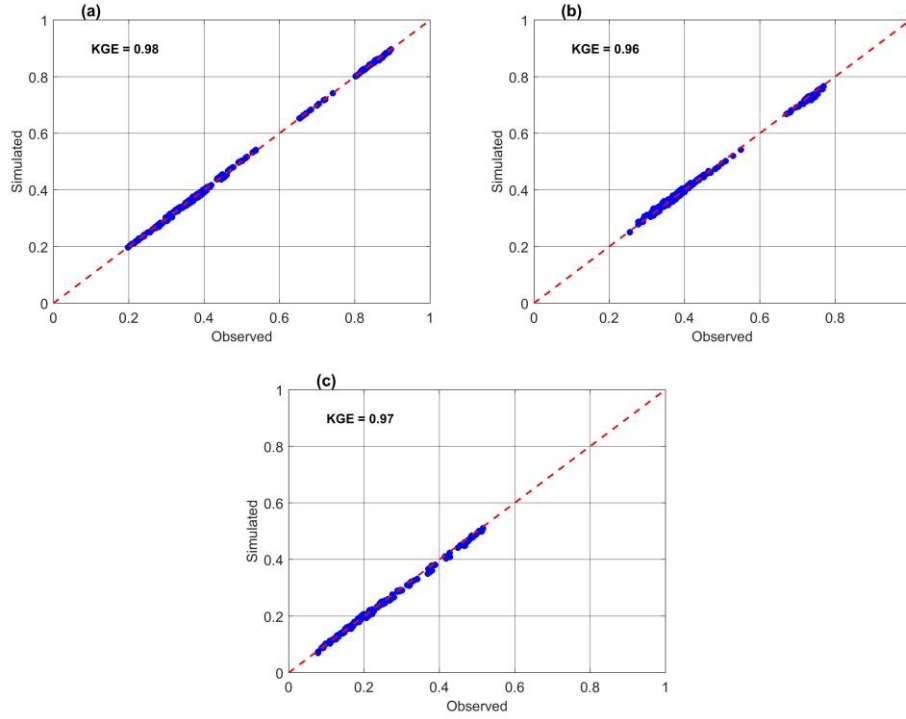 (a)
KGE = 0.98
1
0.8
0.6
0.4
0.2
0
Simulated
0 0.2 0.4 0.6 0.8 1
Observed
(b)
KGE = 0.96
1
0.8
0.6
0.4
0.2
0
Simulated
0 0.2 0.4 0.6 0.8
Observed
(c)
KGE = 0.97
1
0.8
0.6
0.4
0.2
0
Simulated
0 0.2 0.4 0.6 0.8 1
Observed